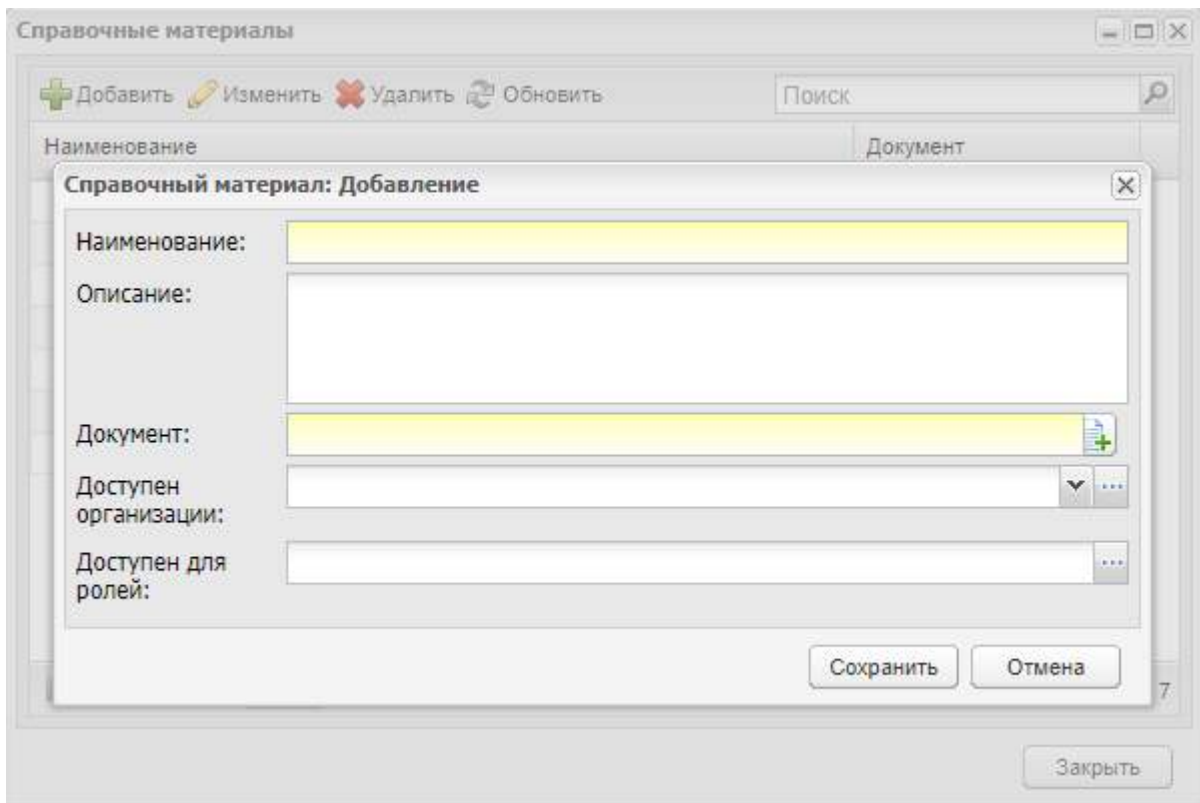 Справочные материалы
Добавить Изменить Удалить Обновить Поиск
Наименование Документ
Справочный материал: Добавление
Наименование:
Описание:
Документ:
Доступен
организации:
Доступен для
ролей:
Сохранить Отмена
7
Закрыть